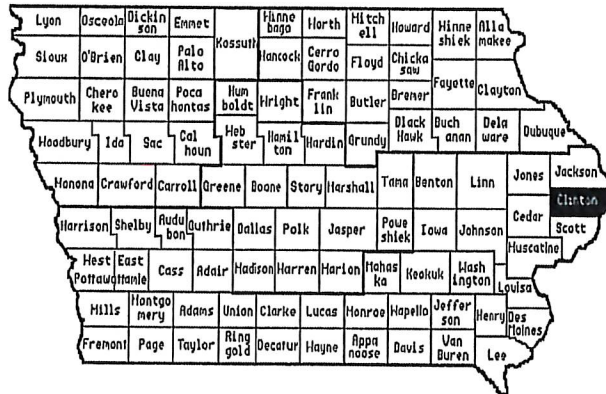 Lyon Osceola Dickin son Emmet Kossuth Winne bago Worth Mitch ell Howard Winne shiek Alla makee
Sioux O'Brien Clay Palo Alto Hancock Cerro Gordo Floyd Chicka saw
Fayette Clayton
Plymouth Chero kee Buena Vista Poca hontas Hum boldt Wright Frank lin Butler Bremer
Woodbury Ida Sac Cal houn Web ster Hamil ton Hardin Grundy Black Hawk Buch anan Dela ware Dubuque
Monona Crawford Carroll Greene Boone Story Marshall Tama Benton Linn Jones Jackson
Clinton
Harrison Shelby Audu bon Guthrie Dallas Polk Jasper Powe shiek Iowa Johnson Cedar Scott
Muscatine
West Pottawa East Hamie Cass Adair Madison Warren Marion Mahas ka Keokuk Wash ington Louisa
Mills Montgo mery Adams Union Clarke Lucas Monroe Wapello Jeffer son Henry Des Moines
Fremont Page Taylor Ring gold Decatur Wayne Appa noose Davis Van Buren Lee